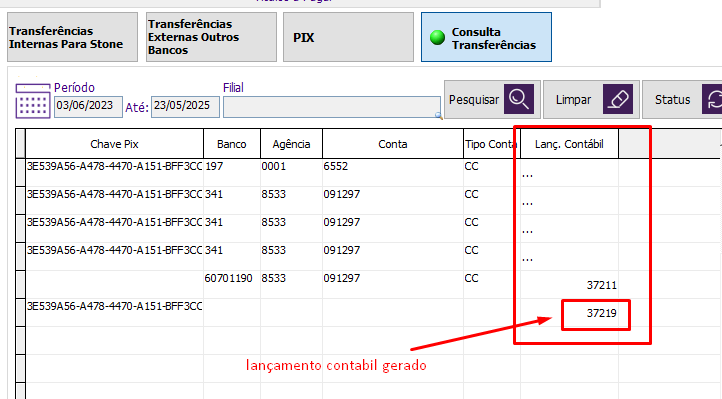 Transferências
Internas Para Stone
Transferências
Externas Outros
Bancos
PIX
Consulta
Transferências
Período
Filial
03/06/2023 Até: 23/05/2025
Pesquisar
Limpar
Status
Chave Pix Banco Agência Conta Tipo Conta Lanç. Contábil
3E539A56-A478-4470-A151-BFF3CC 197 0001 6552 CC ...
3E539A56-A478-4470-A151-BFF3CC 341 8533 091297 CC ...
3E539A56-A478-4470-A151-BFF3CC 341 8533 091297 CC ...
3E539A56-A478-4470-A151-BFF3CC 341 8533 091297 CC ...
60701190 8533 091297 CC 37211
3E539A56-A478-4470-A151-BFF3CC 37219
lançamento contabil gerado